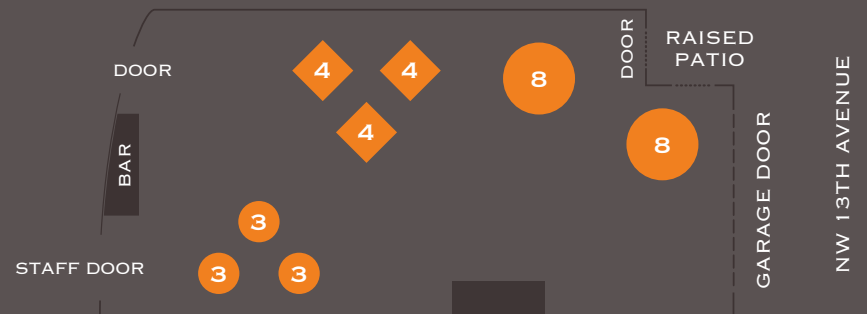 DOOR
RAISED
PATIO
DOOR
4
4
8
4
8
BAR
GARAGE DOOR
NW 13TH AVENUE
3
STAFF DOOR
3
3